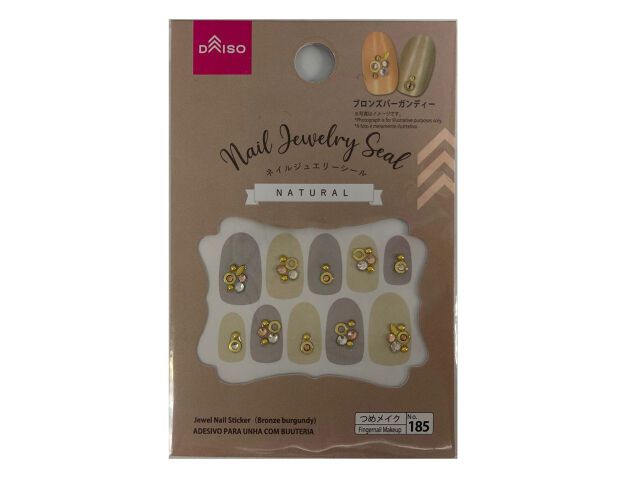 DAISO
ブロンズバーガンディー
※写真はイメージです。
*Photograph is for illustrative purposes only.
*A foto é meramente ilustrativa
Nail Jewelry Seal
ネイルジュエリーシール
NATURAL
Jewel Nail Sticker (Bronze burgundy)
ADESIVO PARA UNHA COM BIJUTERIA
つめメイク
Fingernail Makeup
No.
185